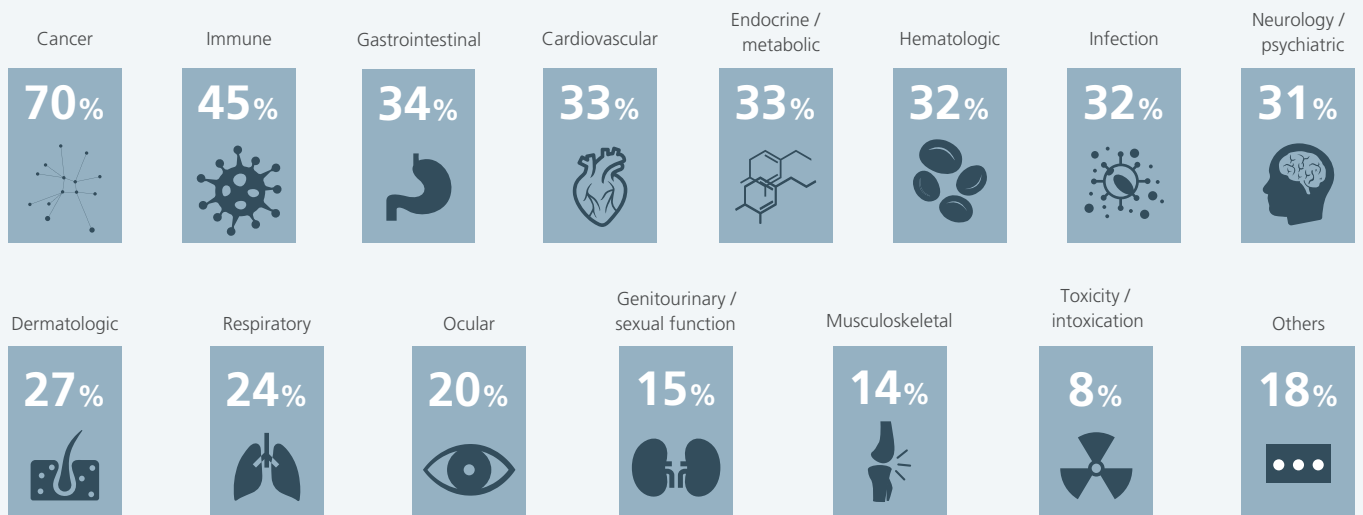 Cancer
70%
Immune
45%
Gastrointestinal
34%
Cardiovascular
33%
Endocrine /
metabolic
33%
Hematologic
32%
Infection
32%
Neurology /
psychiatric
31%
Dermatologic
27%
Respiratory
24%
Ocular
20%
Genitourinary /
sexual function
15%
Musculoskeletal
14%
Toxicity /
intoxication
8%
Others
18%